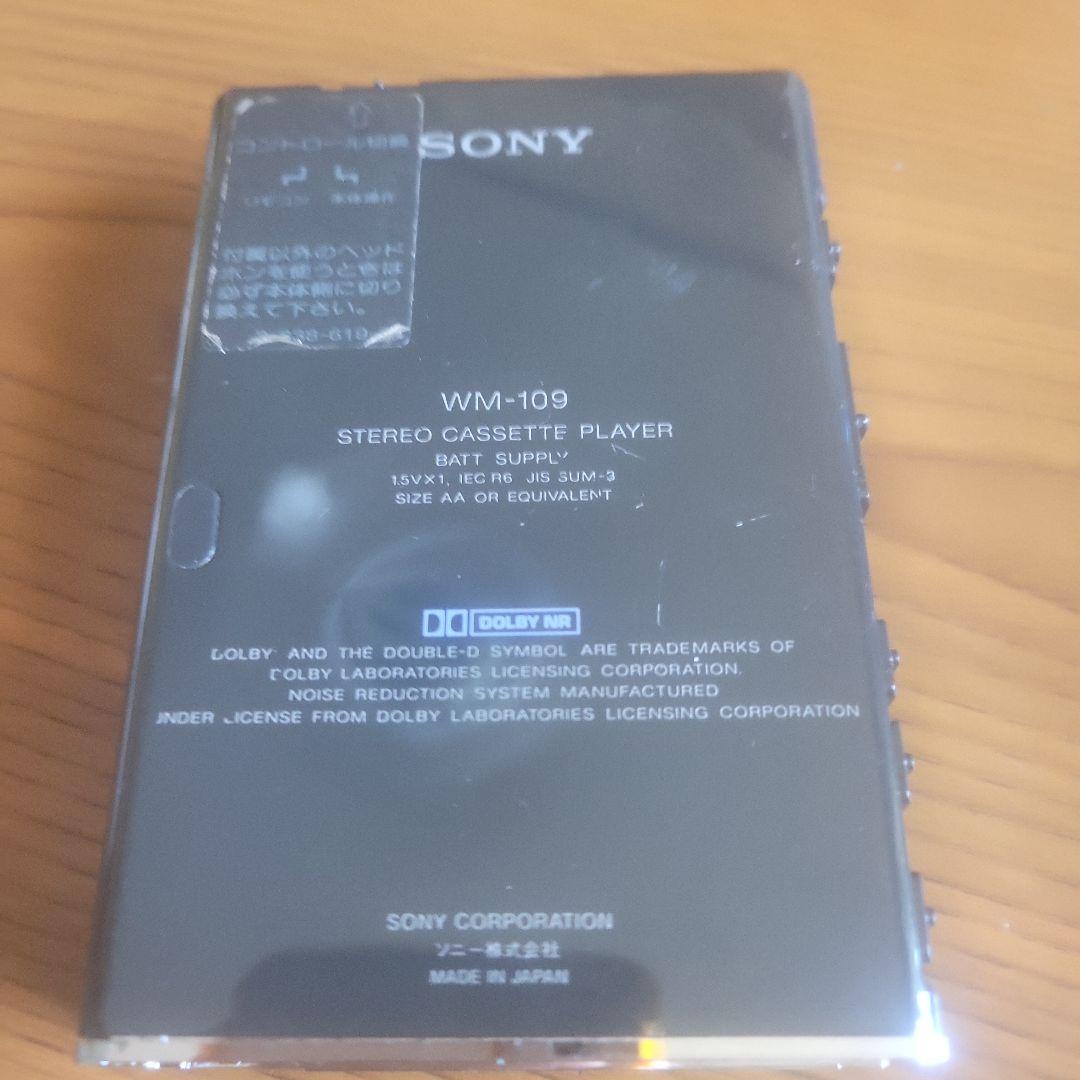 コントロール切換
リモコン 本体操作
付属以外のヘッド
ホンを使うときは
必ず本体側に切り
換えて下さい。
SONY
WM-109
STEREO CASSETTE PLAYER
BATT SUPPLY
1.5V×1, IEC R6 JIS SUM-3
SIZE AA OR EQUIVALENT
DOLBY NR
DOLBY AND THE DOUBLE-D SYMBOL ARE TRADEMARKS OF
DOLBY LABORATORIES LICENSING CORPORATION.
NOISE REDUCTION SYSTEM MANUFACTURED
UNDER LICENSE FROM DOLBY LABORATORIES LICENSING CORPORATION
SONY CORPORATION
ソニー株式会社
MADE IN JAPAN